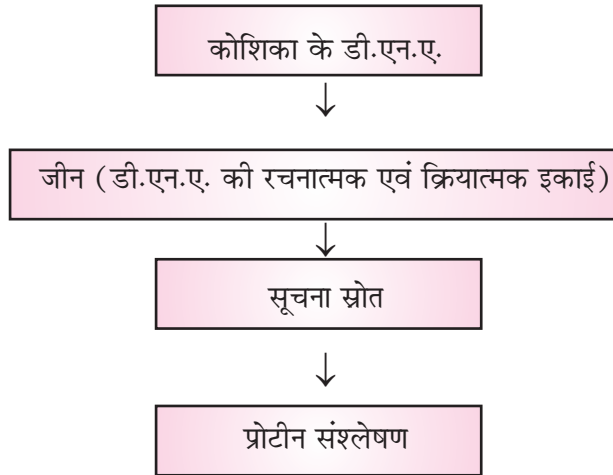 कोशिका के डी.एन.ए.
↓
जीन (डी.एन.ए. की रचनात्मक एवं क्रियात्मक इकाई)
↓
सूचना स्रोत
↓
प्रोटीन संश्लेषण